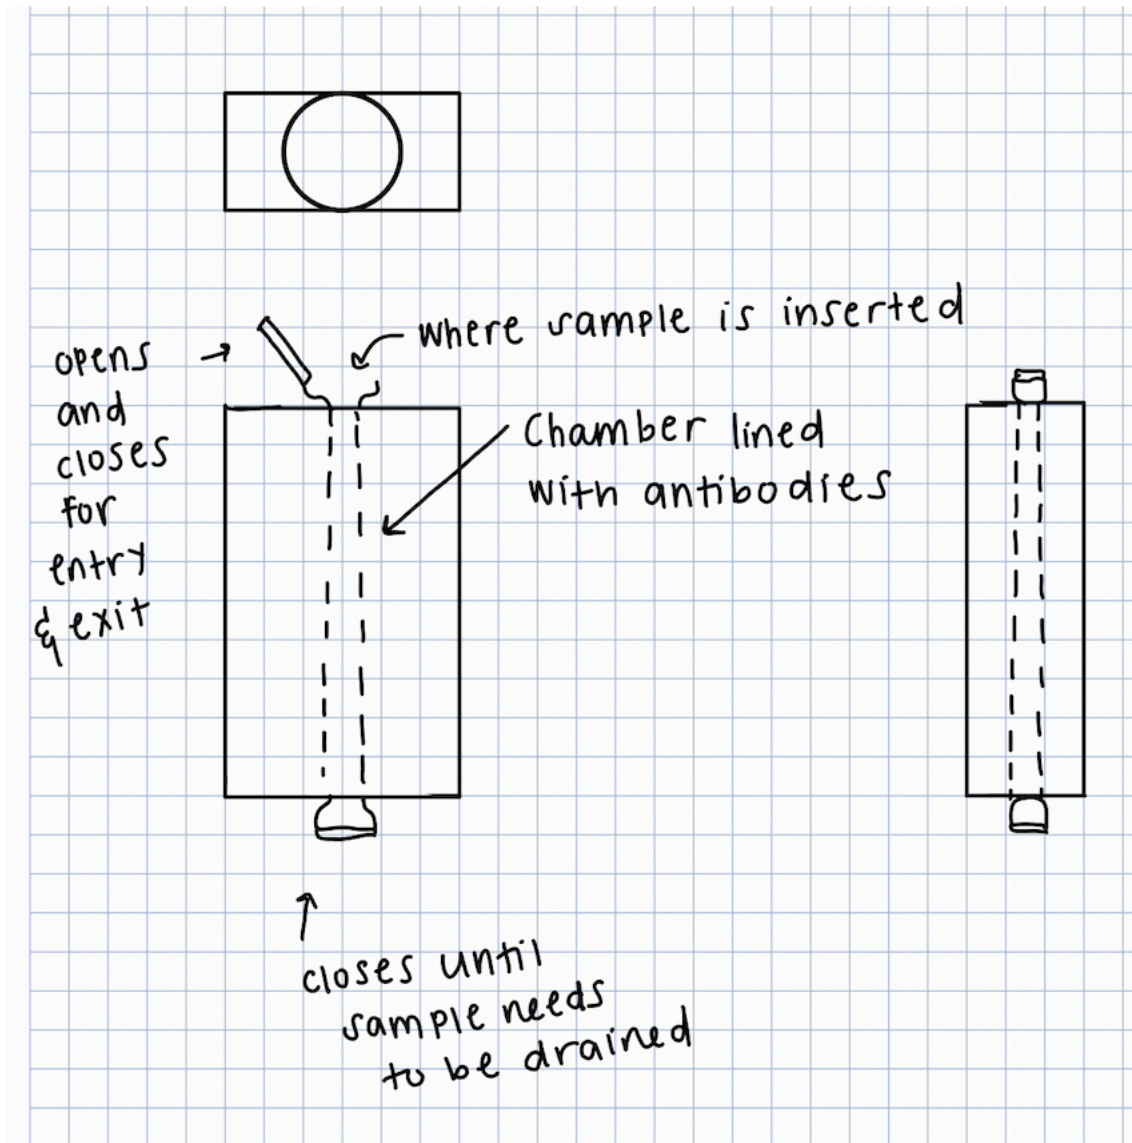 where sample is inserted
opens
and
closes
for
entry
& exit
Chamber lined
with antibodies
closes until
sample needs
to be drained